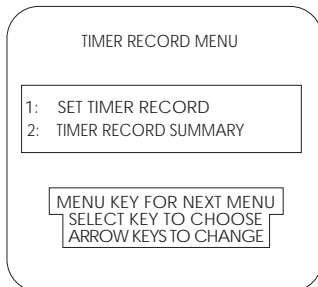 TIMER RECORD MENU
1: SET TIMER RECORD
2: TIMER RECORD SUMMARY
MENU KEY FOR NEXT MENU
SELECT KEY TO CHOOSE
ARROW KEYS TO CHANGE